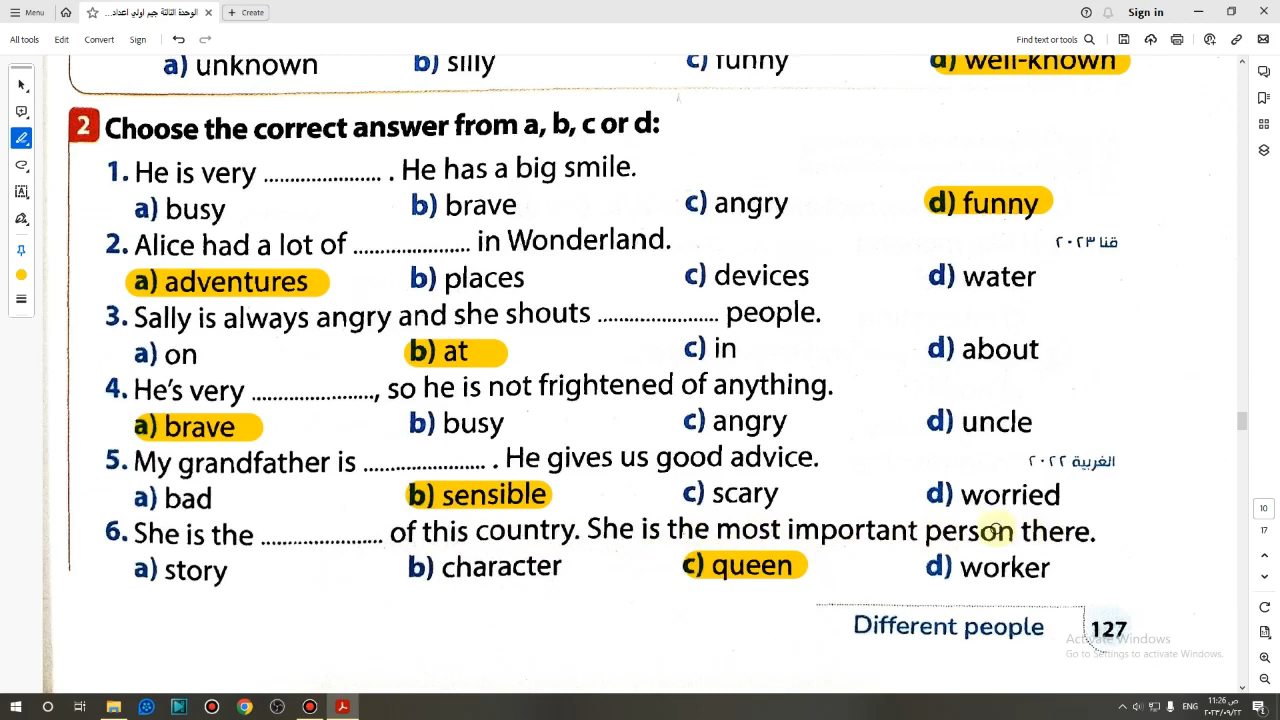 Menu
الوحدة الثالثة جيم اولي اعداد...
Create
Sign in
All tools Edit Convert Sign
Find text or tools
a) unknown b) silly c) funny d) well-known
2 Choose the correct answer from a, b, c or d:
1. He is very ...................... . He has a big smile.
a) busy b) brave c) angry d) funny
2. Alice had a lot of ...................... in Wonderland. قنا ٢٠٢٣
a) adventures b) places c) devices d) water
3. Sally is always angry and she shouts ...................... people.
a) on b) at c) in d) about
4. He's very ......................, so he is not frightened of anything.
a) brave b) busy c) angry d) uncle
5. My grandfather is ...................... . He gives us good advice. الغربية ٢٠٢٢
a) bad b) sensible c) scary d) worried
6. She is the ...................... of this country. She is the most important person there.
a) story b) character c) queen d) worker
10
17
Different people 127
Activate Windows
Go to Settings to activate Windows.
ENG
11:26 ص
٢٠٢٣/٠٩/٢٢